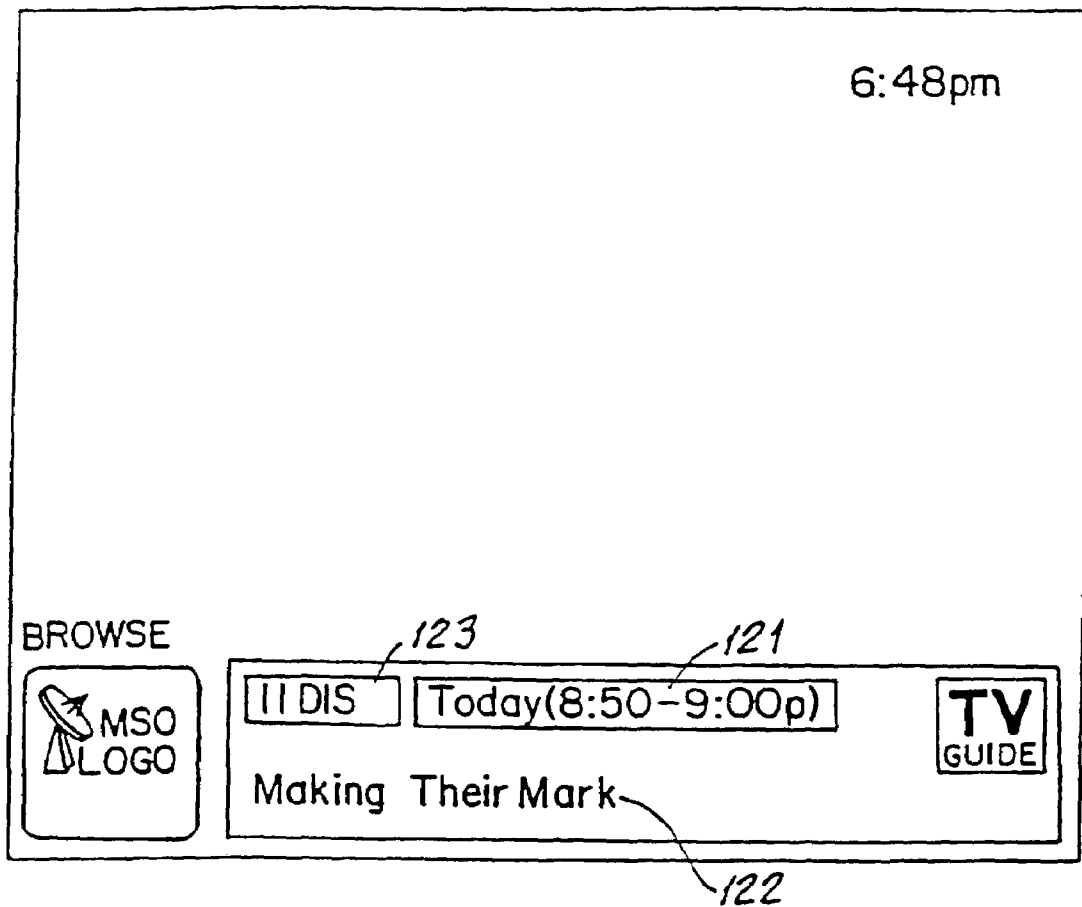 6:48pm
BROWSE
123
121
11 DIS
Today(8:50-9:00p)
TV
GUIDE
MSO
LOGO
Making Their Mark
122